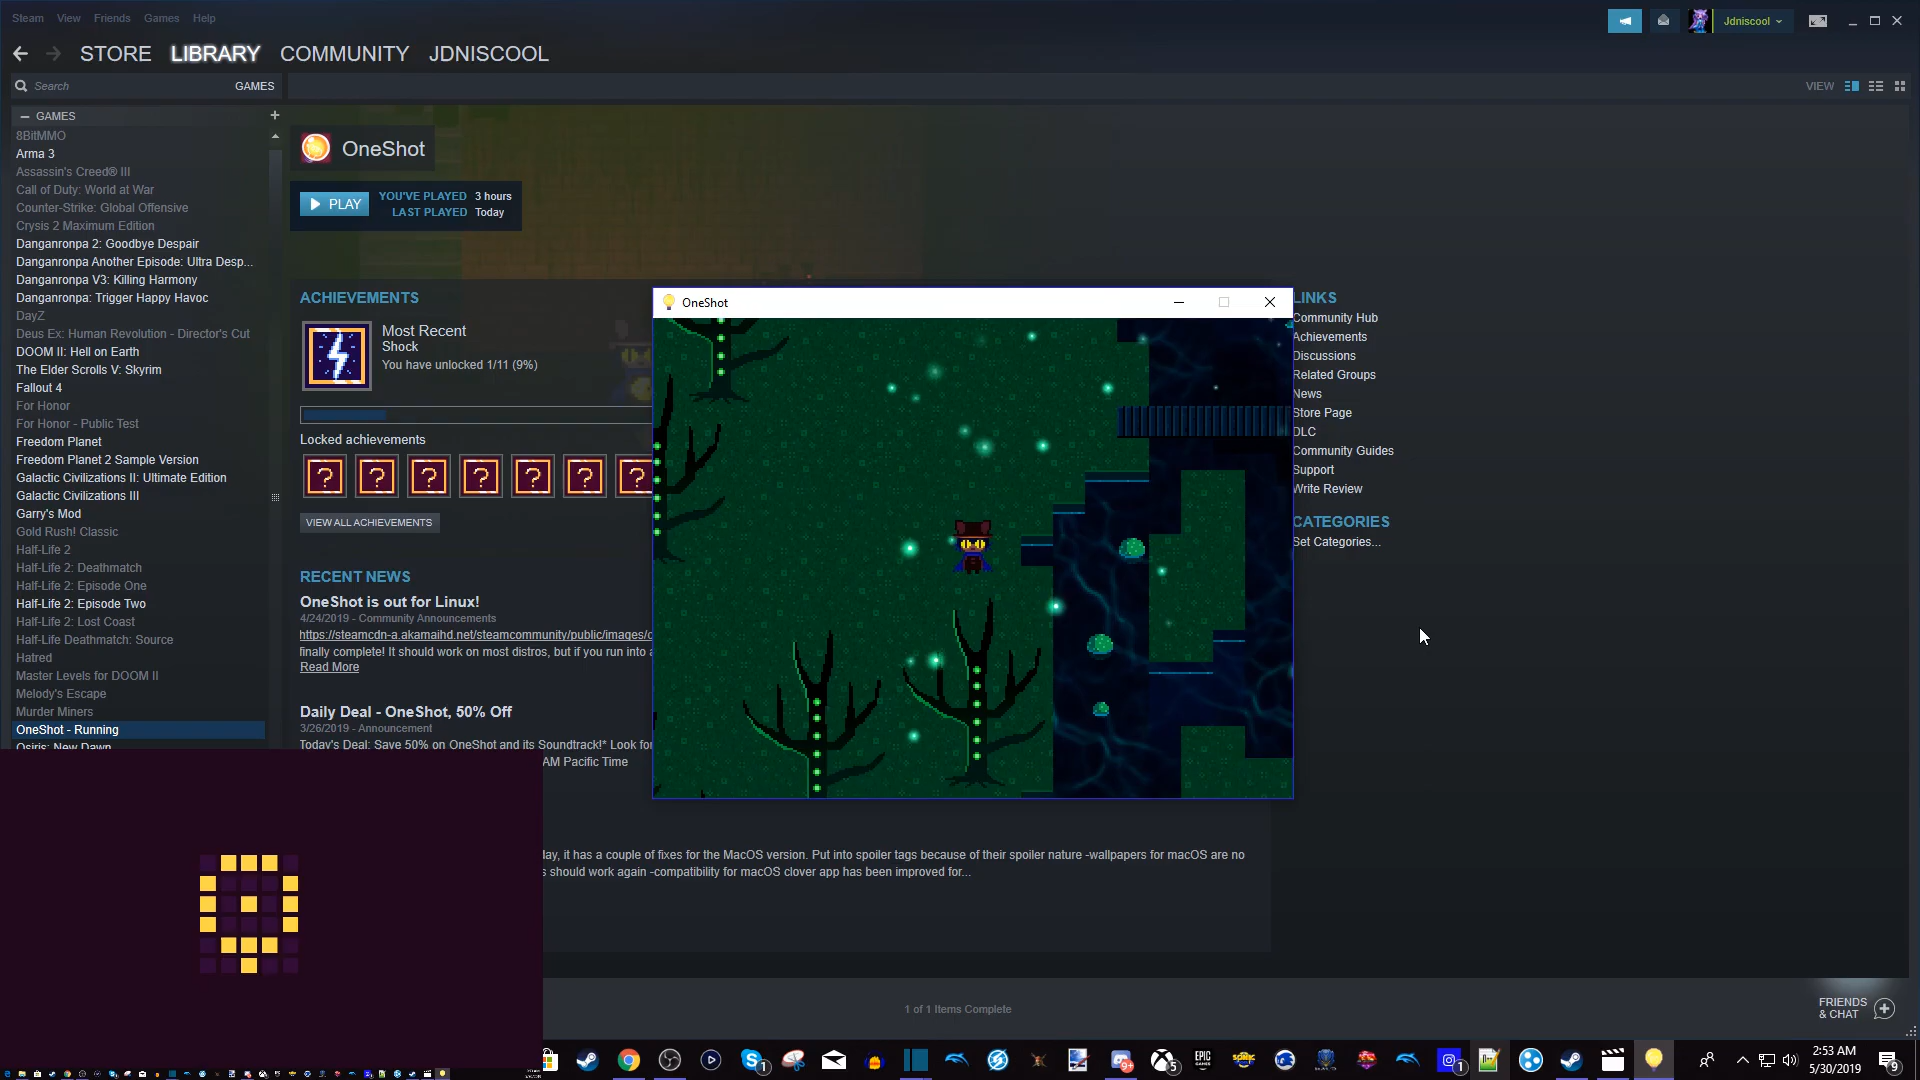 Steam View Friends Games Help
Jdniscool
STORE LIBRARY COMMUNITY JDNISCOOL
Search GAMES
VIEW
GAMES
8BitMMO
Arma 3
Assassin's Creed® III
Call of Duty: World at War
Counter-Strike: Global Offensive
Crysis 2 Maximum Edition
Danganronpa 2: Goodbye Despair
Danganronpa Another Episode: Ultra Desp...
Danganronpa V3: Killing Harmony
Danganronpa: Trigger Happy Havoc
DayZ
Deus Ex: Human Revolution - Director's Cut
DOOM II: Hell on Earth
The Elder Scrolls V: Skyrim
Fallout 4
For Honor
For Honor - Public Test
Freedom Planet
Freedom Planet 2 Sample Version
Galactic Civilizations II: Ultimate Edition
Galactic Civilizations III
Garry's Mod
Gold Rush! Classic
Half-Life 2
Half-Life 2: Deathmatch
Half-Life 2: Episode One
Half-Life 2: Episode Two
Half-Life 2: Lost Coast
Half-Life Deathmatch: Source
Hatred
Master Levels for DOOM II
Melody's Escape
Murder Miners
OneShot - Running
Osiris: New Dawn
OneShot
PLAY
YOU'VE PLAYED 3 hours
LAST PLAYED Today
ACHIEVEMENTS
Most Recent
Shock
You have unlocked 1/11 (9%)
Locked achievements
? ? ? ? ? ? ?
VIEW ALL ACHIEVEMENTS
RECENT NEWS
OneShot is out for Linux!
4/24/2019 - Community Announcements
https://steamcdn-a.akamaihd.net/steamcommunity/public/images/c
finally complete! It should work on most distros, but if you run into a
Read More
Daily Deal - OneShot, 50% Off
3/26/2019 - Announcement
Today's Deal: Save 50% on OneShot and its Soundtrack!* Look for
AM Pacific Time
day, it has a couple of fixes for the MacOS version. Put into spoiler tags because of their spoiler nature -wallpapers for macOS are no
s should work again -compatibility for macOS clover app has been improved for...
OneShot
LINKS
Community Hub
Achievements
Discussions
Related Groups
News
Store Page
DLC
Community Guides
Support
Write Review
CATEGORIES
Set Categories...
1 of 1 Items Complete
FRIENDS
& CHAT
1
9+
5
EPIC
GAMES
1
2:53 AM
5/30/2019
9